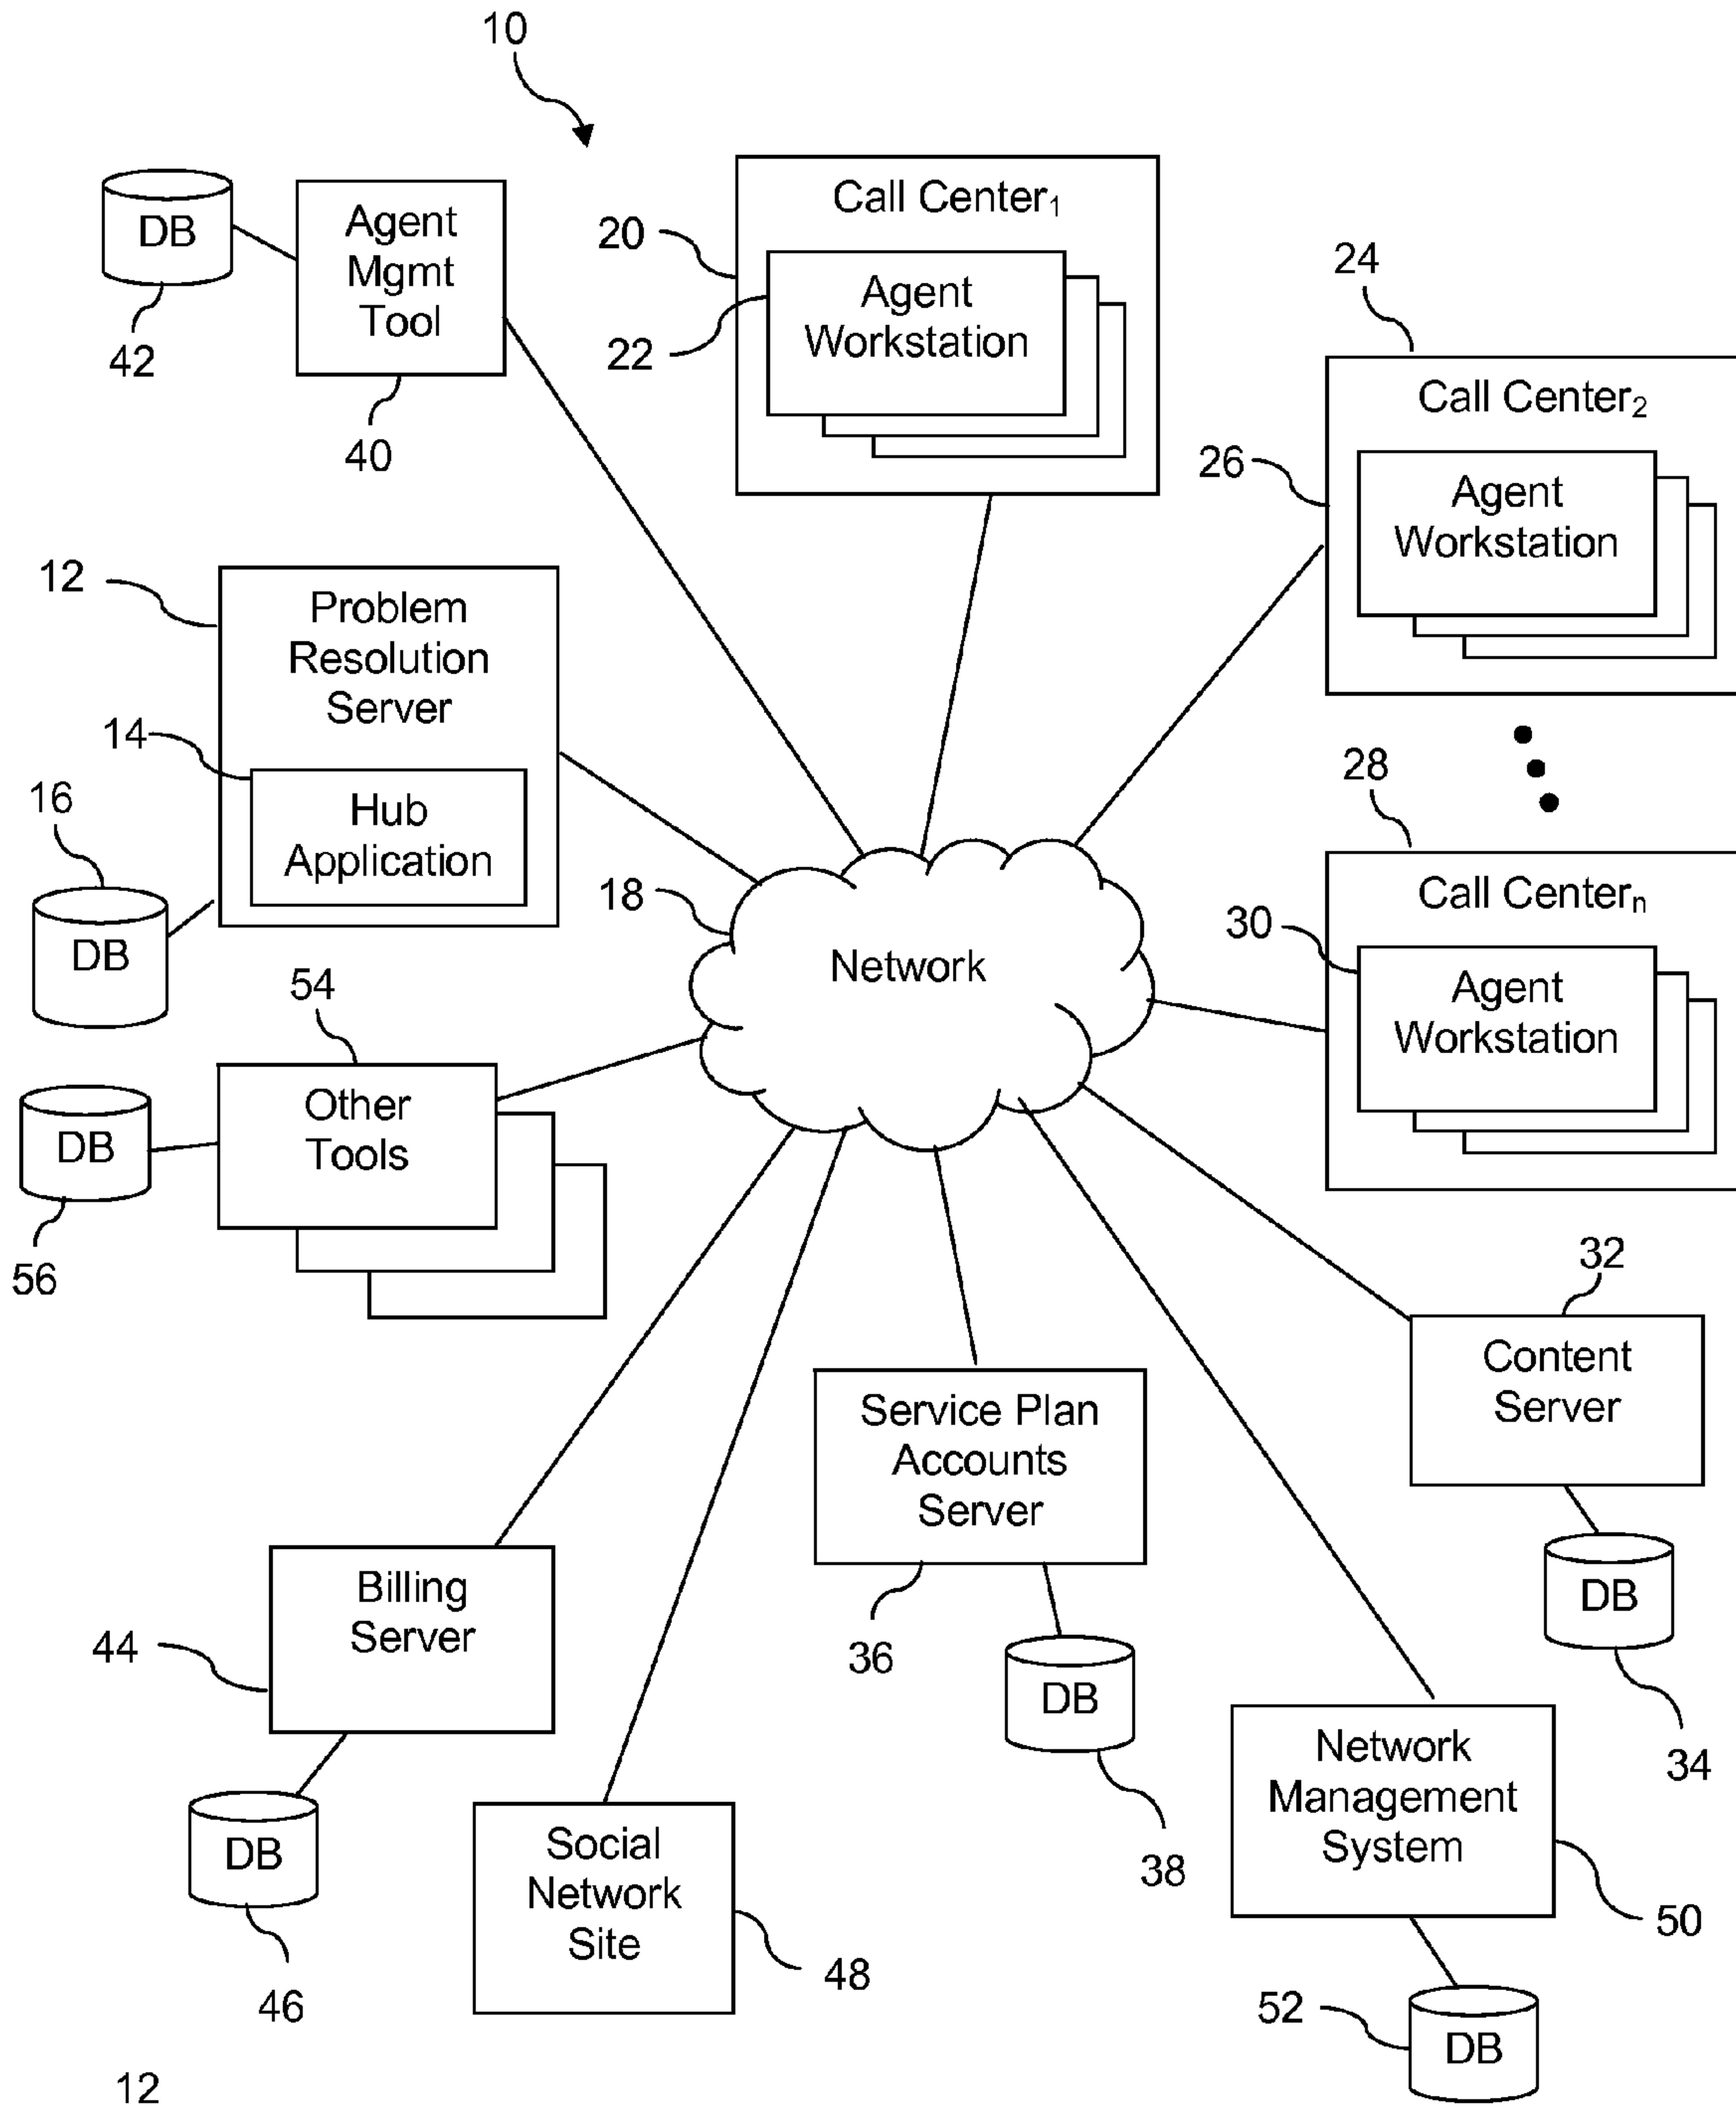 10
DB
42
Agent
Mgmt
Tool
40
Call Center₁
20
Agent
Workstation
22
24
Call Center₂
26
Agent
Workstation
12
Problem
Resolution
Server
14
Hub
Application
16
DB
28
Call Centerₙ
30
Agent
Workstation
18
Network
54
Other
Tools
DB
56
32
Content
Server
DB
34
Service Plan
Accounts
Server
36
DB
38
Billing
Server
44
DB
46
Social
Network
Site
48
Network
Management
System
50
52
DB
12